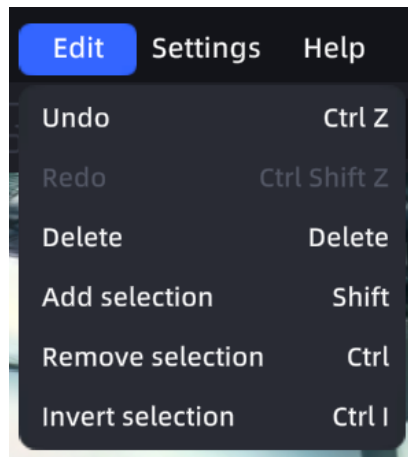 Edit Settings Help
Undo Ctrl Z
Redo Ctrl Shift Z
Delete Delete
Add selection Shift
Remove selection Ctrl
Invert selection Ctrl I